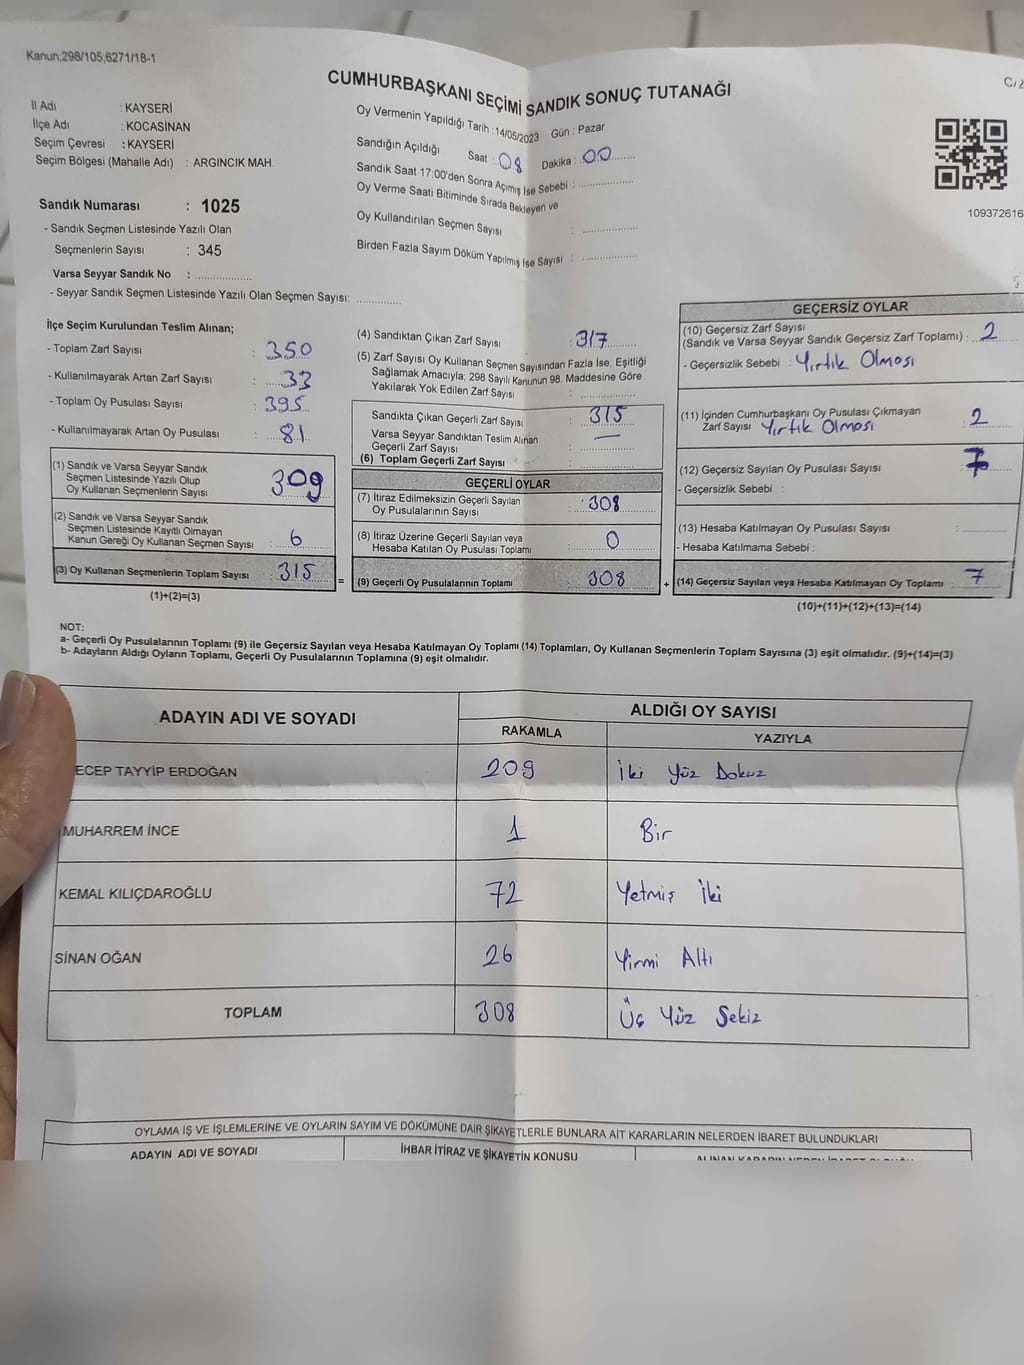 Kanun;298/105;6271/18-1
CUMHURBAŞKANI SEÇİMİ SANDIK SONUÇ TUTANAĞI
İl Adı : KAYSERİ
İlçe Adı : KOCASİNAN
Seçim Çevresi : KAYSERİ
Seçim Bölgesi (Mahalle Adı) : ARGINCIK MAH.
Sandık Numarası : 1025
- Sandık Seçmen Listesinde Yazılı Olan
Seçmenlerin Sayısı : 345
Varsa Seyyar Sandık No : ..............
- Seyyar Sandık Seçmen Listesinde Yazılı Olan Seçmen Sayısı: ............
Oy Vermenin Yapıldığı Tarih : 14/05/2023 Gün : Pazar
Sandığın Açıldığı Saat : 08 Dakika : 00
Sandık Saat 17:00'den Sonra Açımış İse Sebebi : ..............
Oy Verme Saati Bitiminde Sırada Bekleyen ve
Oy Kullandırılan Seçmen Sayısı : ..............
Birden Fazla Sayım Döküm Yapılmış İse Sayısı : ..............
109372616
İlçe Seçim Kurulundan Teslim Alınan;
- Toplam Zarf Sayısı : 350
- Kullanılmayarak Artan Zarf Sayısı : 33
- Toplam Oy Pusulası Sayısı : 395
- Kullanılmayarak Artan Oy Pusulası : 81
(1) Sandık ve Varsa Seyyar Sandık
Seçmen Listesinde Yazılı Olup
Oy Kullanan Seçmenlerin Sayısı : 309
(2) Sandık ve Varsa Seyyar Sandık
Seçmen Listesinde Kayıtlı Olmayan
Kanun Gereği Oy Kullanan Seçmen Sayısı : 6
(3) Oy Kullanan Seçmenlerin Toplam Sayısı : 315 =
(1)+(2)=(3)
(4) Sandıktan Çıkan Zarf Sayısı : 317
(5) Zarf Sayısı Oy Kullanan Seçmen Sayısından Fazla İse, Eşitliği
Sağlamak Amacıyla; 298 Sayılı Kanunun 98. Maddesine Göre
Yakılarak Yok Edilen Zarf Sayısı : ..............
Sandıkta Çıkan Geçerli Zarf Sayısı : 315
Varsa Seyyar Sandıktan Teslim Alınan
Geçerli Zarf Sayısı : —
(6) Toplam Geçerli Zarf Sayısı : ..............
GEÇERLİ OYLAR
(7) İtiraz Edilmeksizin Geçerli Sayılan
Oy Pusulalarının Sayısı : 308
(8) İtiraz Üzerine Geçerli Sayılan veya
Hesaba Katılan Oy Pusulası Toplamı : 0
(9) Geçerli Oy Pusulalarının Toplamı : 308 +
GEÇERSİZ OYLAR
(10) Geçersiz Zarf Sayısı
(Sandık ve Varsa Seyyar Sandık Geçersiz Zarf Toplamı) : 2
- Geçersizlik Sebebi : Yırtık Olması
(11) İçinden Cumhurbaşkanı Oy Pusulası Çıkmayan
Zarf Sayısı Yırtık Olması : 2
(12) Geçersiz Sayılan Oy Pusulası Sayısı : 7
- Geçersizlik Sebebi :
(13) Hesaba Katılmayan Oy Pusulası Sayısı : ..............
- Hesaba Katılmama Sebebi :
(14) Geçersiz Sayılan veya Hesaba Katılmayan Oy Toplamı : 7
(10)+(11)+(12)+(13)=(14)
NOT:
a- Geçerli Oy Pusulalarının Toplamı (9) ile Geçersiz Sayılan veya Hesaba Katılmayan Oy Toplamı (14) Toplamları, Oy Kullanan Seçmenlerin Toplam Sayısına (3) eşit olmalıdır. (9)+(14)=(3)
b- Adayların Aldığı Oyların Toplamı, Geçerli Oy Pusulalarının Toplamına (9) eşit olmalıdır.
ADAYIN ADI VE SOYADI ALDIĞI OY SAYISI
RAKAMLA YAZIYLA
ECEP TAYYİP ERDOĞAN 209 İki Yüz Dokuz
MUHARREM İNCE 1 Bir
KEMAL KILIÇDAROĞLU 72 Yetmiş İki
SİNAN OĞAN 26 Yirmi Altı
TOPLAM 308 Üç Yüz Sekiz
OYLAMA İŞ VE İŞLEMLERİNE VE OYLARIN SAYIM VE DÖKÜMÜNE DAİR ŞİKAYETLERLE BUNLARA AİT KARARLARIN NELERDEN İBARET BULUNDUKLARI
ADAYIN ADI VE SOYADI İHBAR İTİRAZ VE ŞİKAYETİN KONUSU